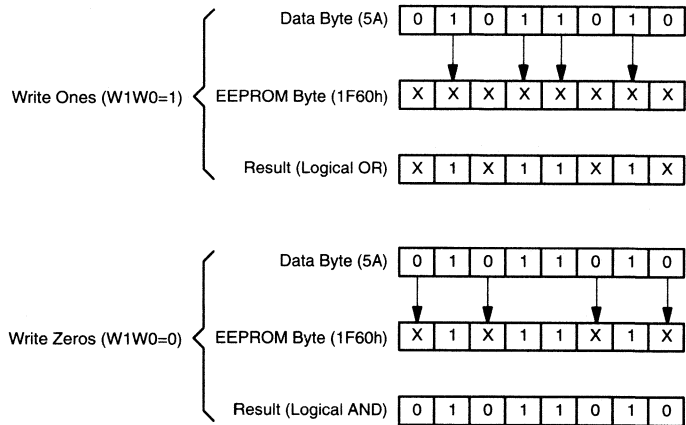 Data Byte (5A) 0 1 0 1 1 0 1 0
Write Ones (W1W0=1) EEPROM Byte (1F60h) X X X X X X X X
Result (Logical OR) X 1 X 1 1 X 1 X
Data Byte (5A) 0 1 0 1 1 0 1 0
Write Zeros (W1W0=0) EEPROM Byte (1F60h) X 1 X 1 1 X 1 X
Result (Logical AND) 0 1 0 1 1 0 1 0